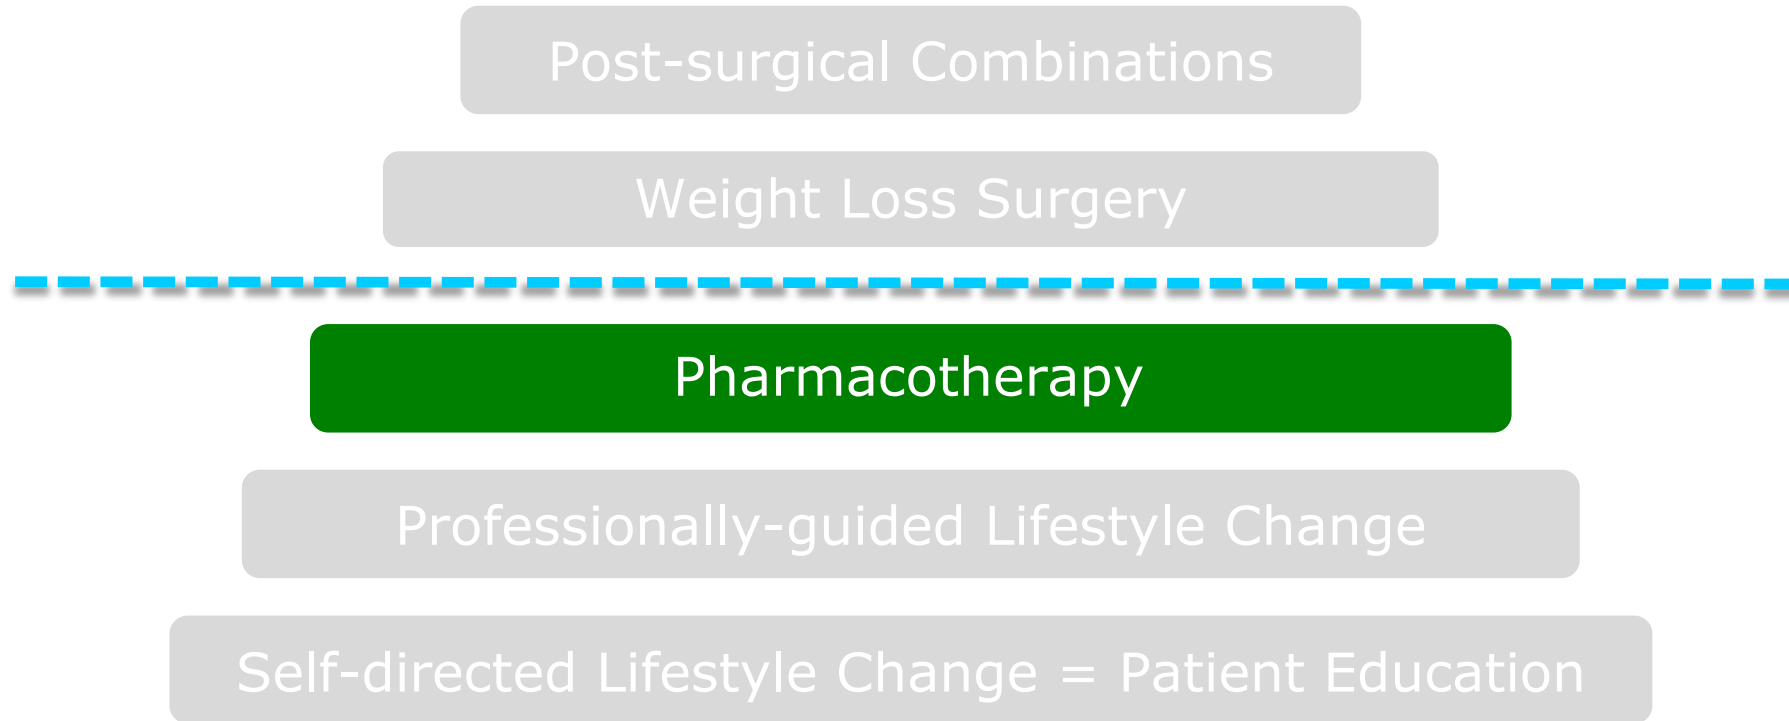 Post-surgical Combinations
Weight Loss Surgery
Pharmacotherapy
Professionally-guided Lifestyle Change
Self-directed Lifestyle Change = Patient Education